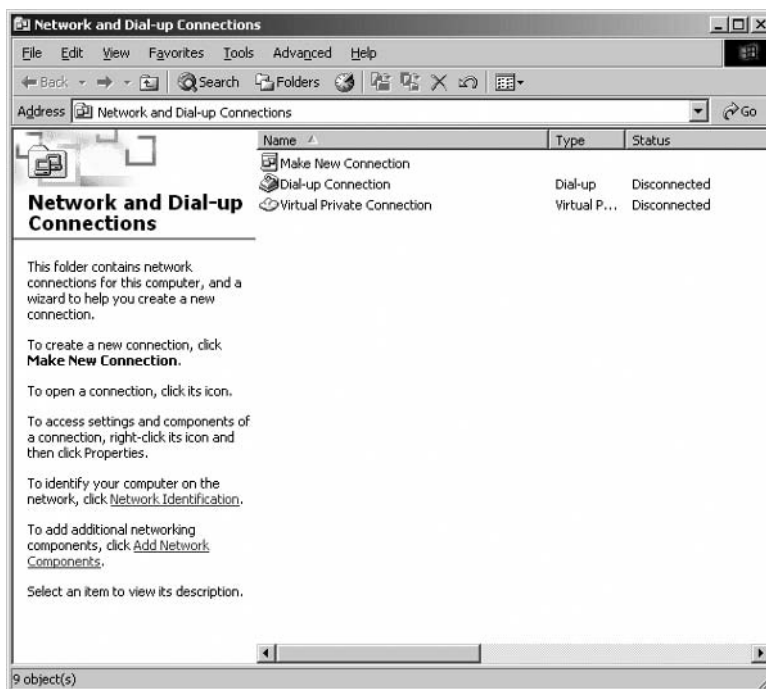 Network and Dial-up Connections
File Edit View Favorites Tools Advanced Help
Back Search Folders
Address Network and Dial-up Connections Go
Name Type Status
Make New Connection
Dial-up Connection Dial-up Disconnected
Virtual Private Connection Virtual P... Disconnected
Network and Dial-up
Connections
This folder contains network
connections for this computer, and a
wizard to help you create a new
connection.
To create a new connection, click
Make New Connection.
To open a connection, click its icon.
To access settings and components of
a connection, right-click its icon and
then click Properties.
To identify your computer on the
network, click Network Identification.
To add additional networking
components, click Add Network
Components.
Select an item to view its description.
9 object(s)